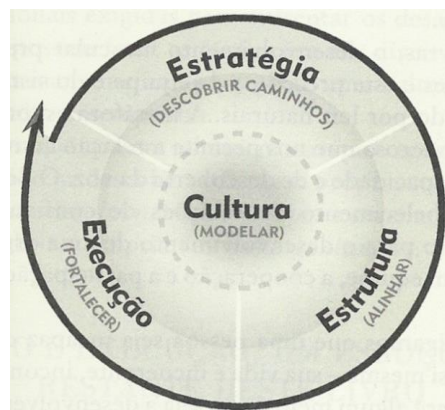 Estratégia
(DESCOBRIR CAMINHOS)
Cultura
(MODELAR)
Execução
(FORTALECER)
Estrutura
(ALINHAR)